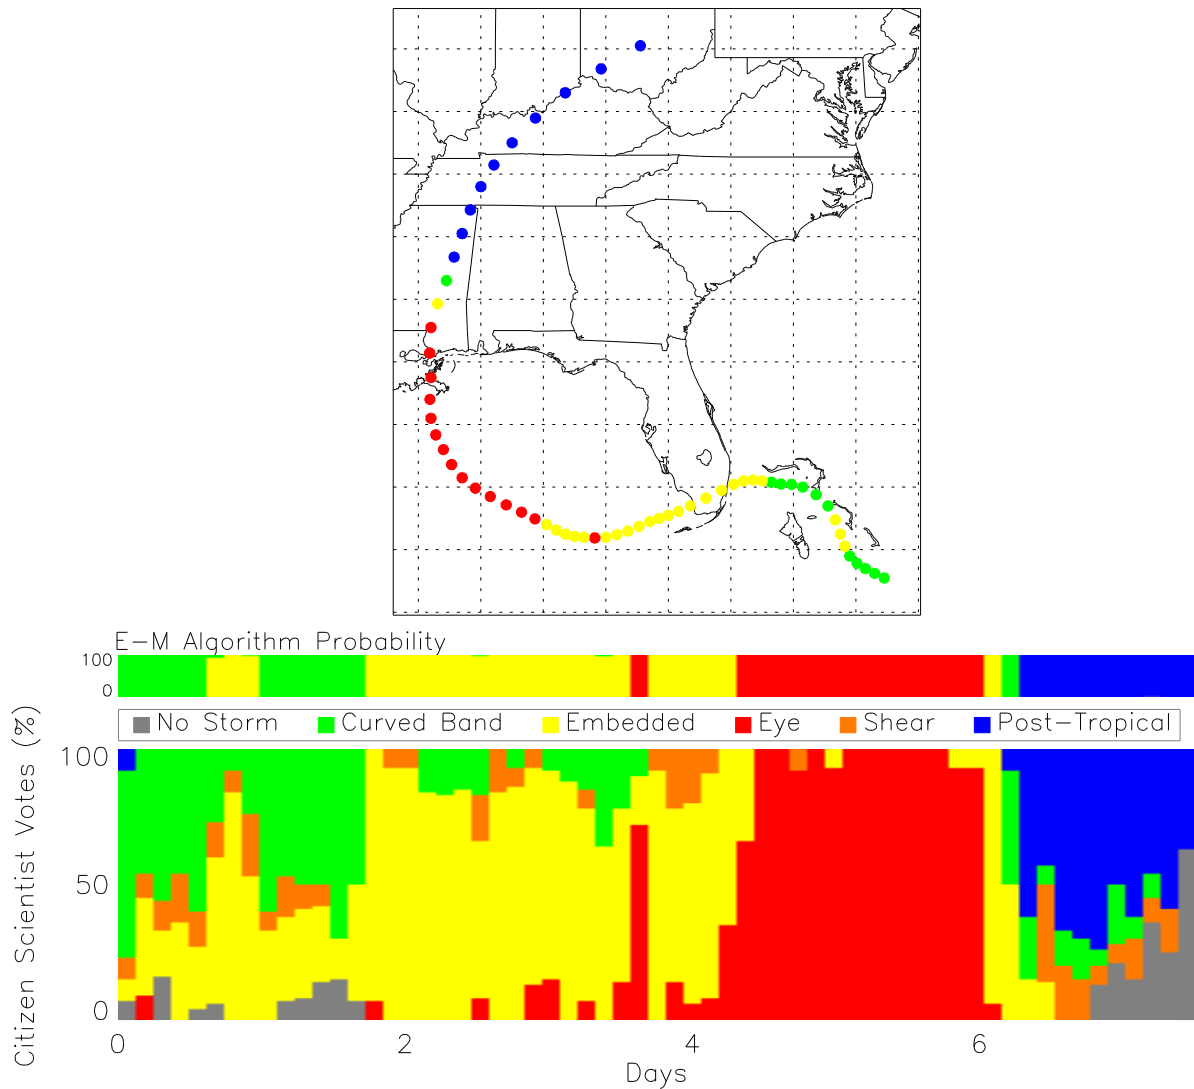 E-M Algorithm Probability
100
0
No Storm Curved Band Embedded Eye Shear Post-Tropical
Citizen Scientist Votes (%)
100
50
0
0 2 4 6
Days